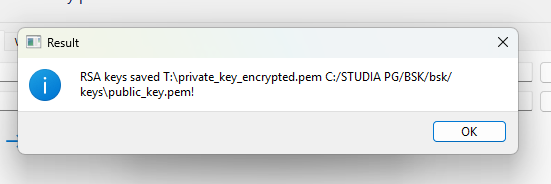 Result
RSA keys saved T:\private_key_encrypted.pem C:/STUDIA PG/BSK/bsk/
keys\public_key.pem!
OK